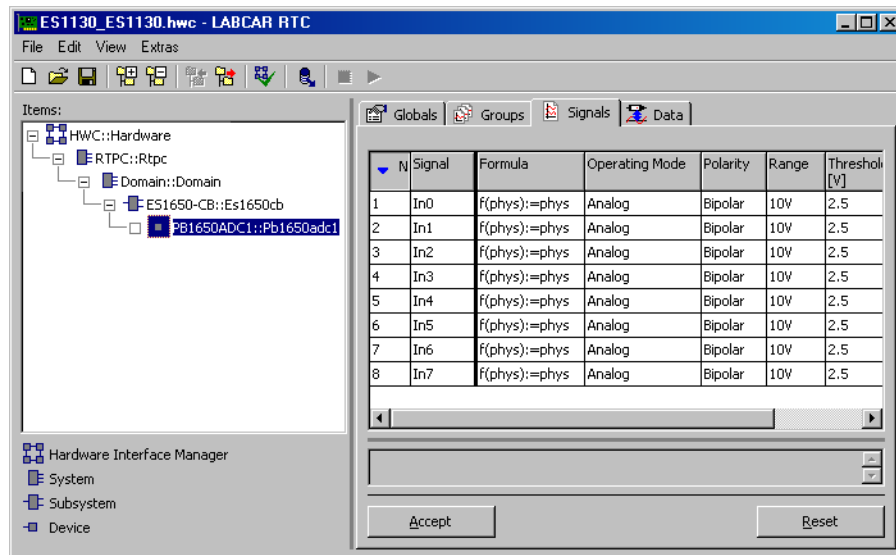 ES1130_ES1130.hwc - LABCAR RTC
File Edit View Extras
Items:
HWC::Hardware
RTPC::Rtpc
Domain::Domain
ES1650-CB::Es1650cb
PB1650ADC1::Pb1650adc1
Hardware Interface Manager
System
Subsystem
Device
Globals Groups Signals Data
N Signal Formula Operating Mode Polarity Range Threshol
[V]
1 In0 f(phys):=phys Analog Bipolar 10V 2.5
2 In1 f(phys):=phys Analog Bipolar 10V 2.5
3 In2 f(phys):=phys Analog Bipolar 10V 2.5
4 In3 f(phys):=phys Analog Bipolar 10V 2.5
5 In4 f(phys):=phys Analog Bipolar 10V 2.5
6 In5 f(phys):=phys Analog Bipolar 10V 2.5
7 In6 f(phys):=phys Analog Bipolar 10V 2.5
8 In7 f(phys):=phys Analog Bipolar 10V 2.5
Accept Reset